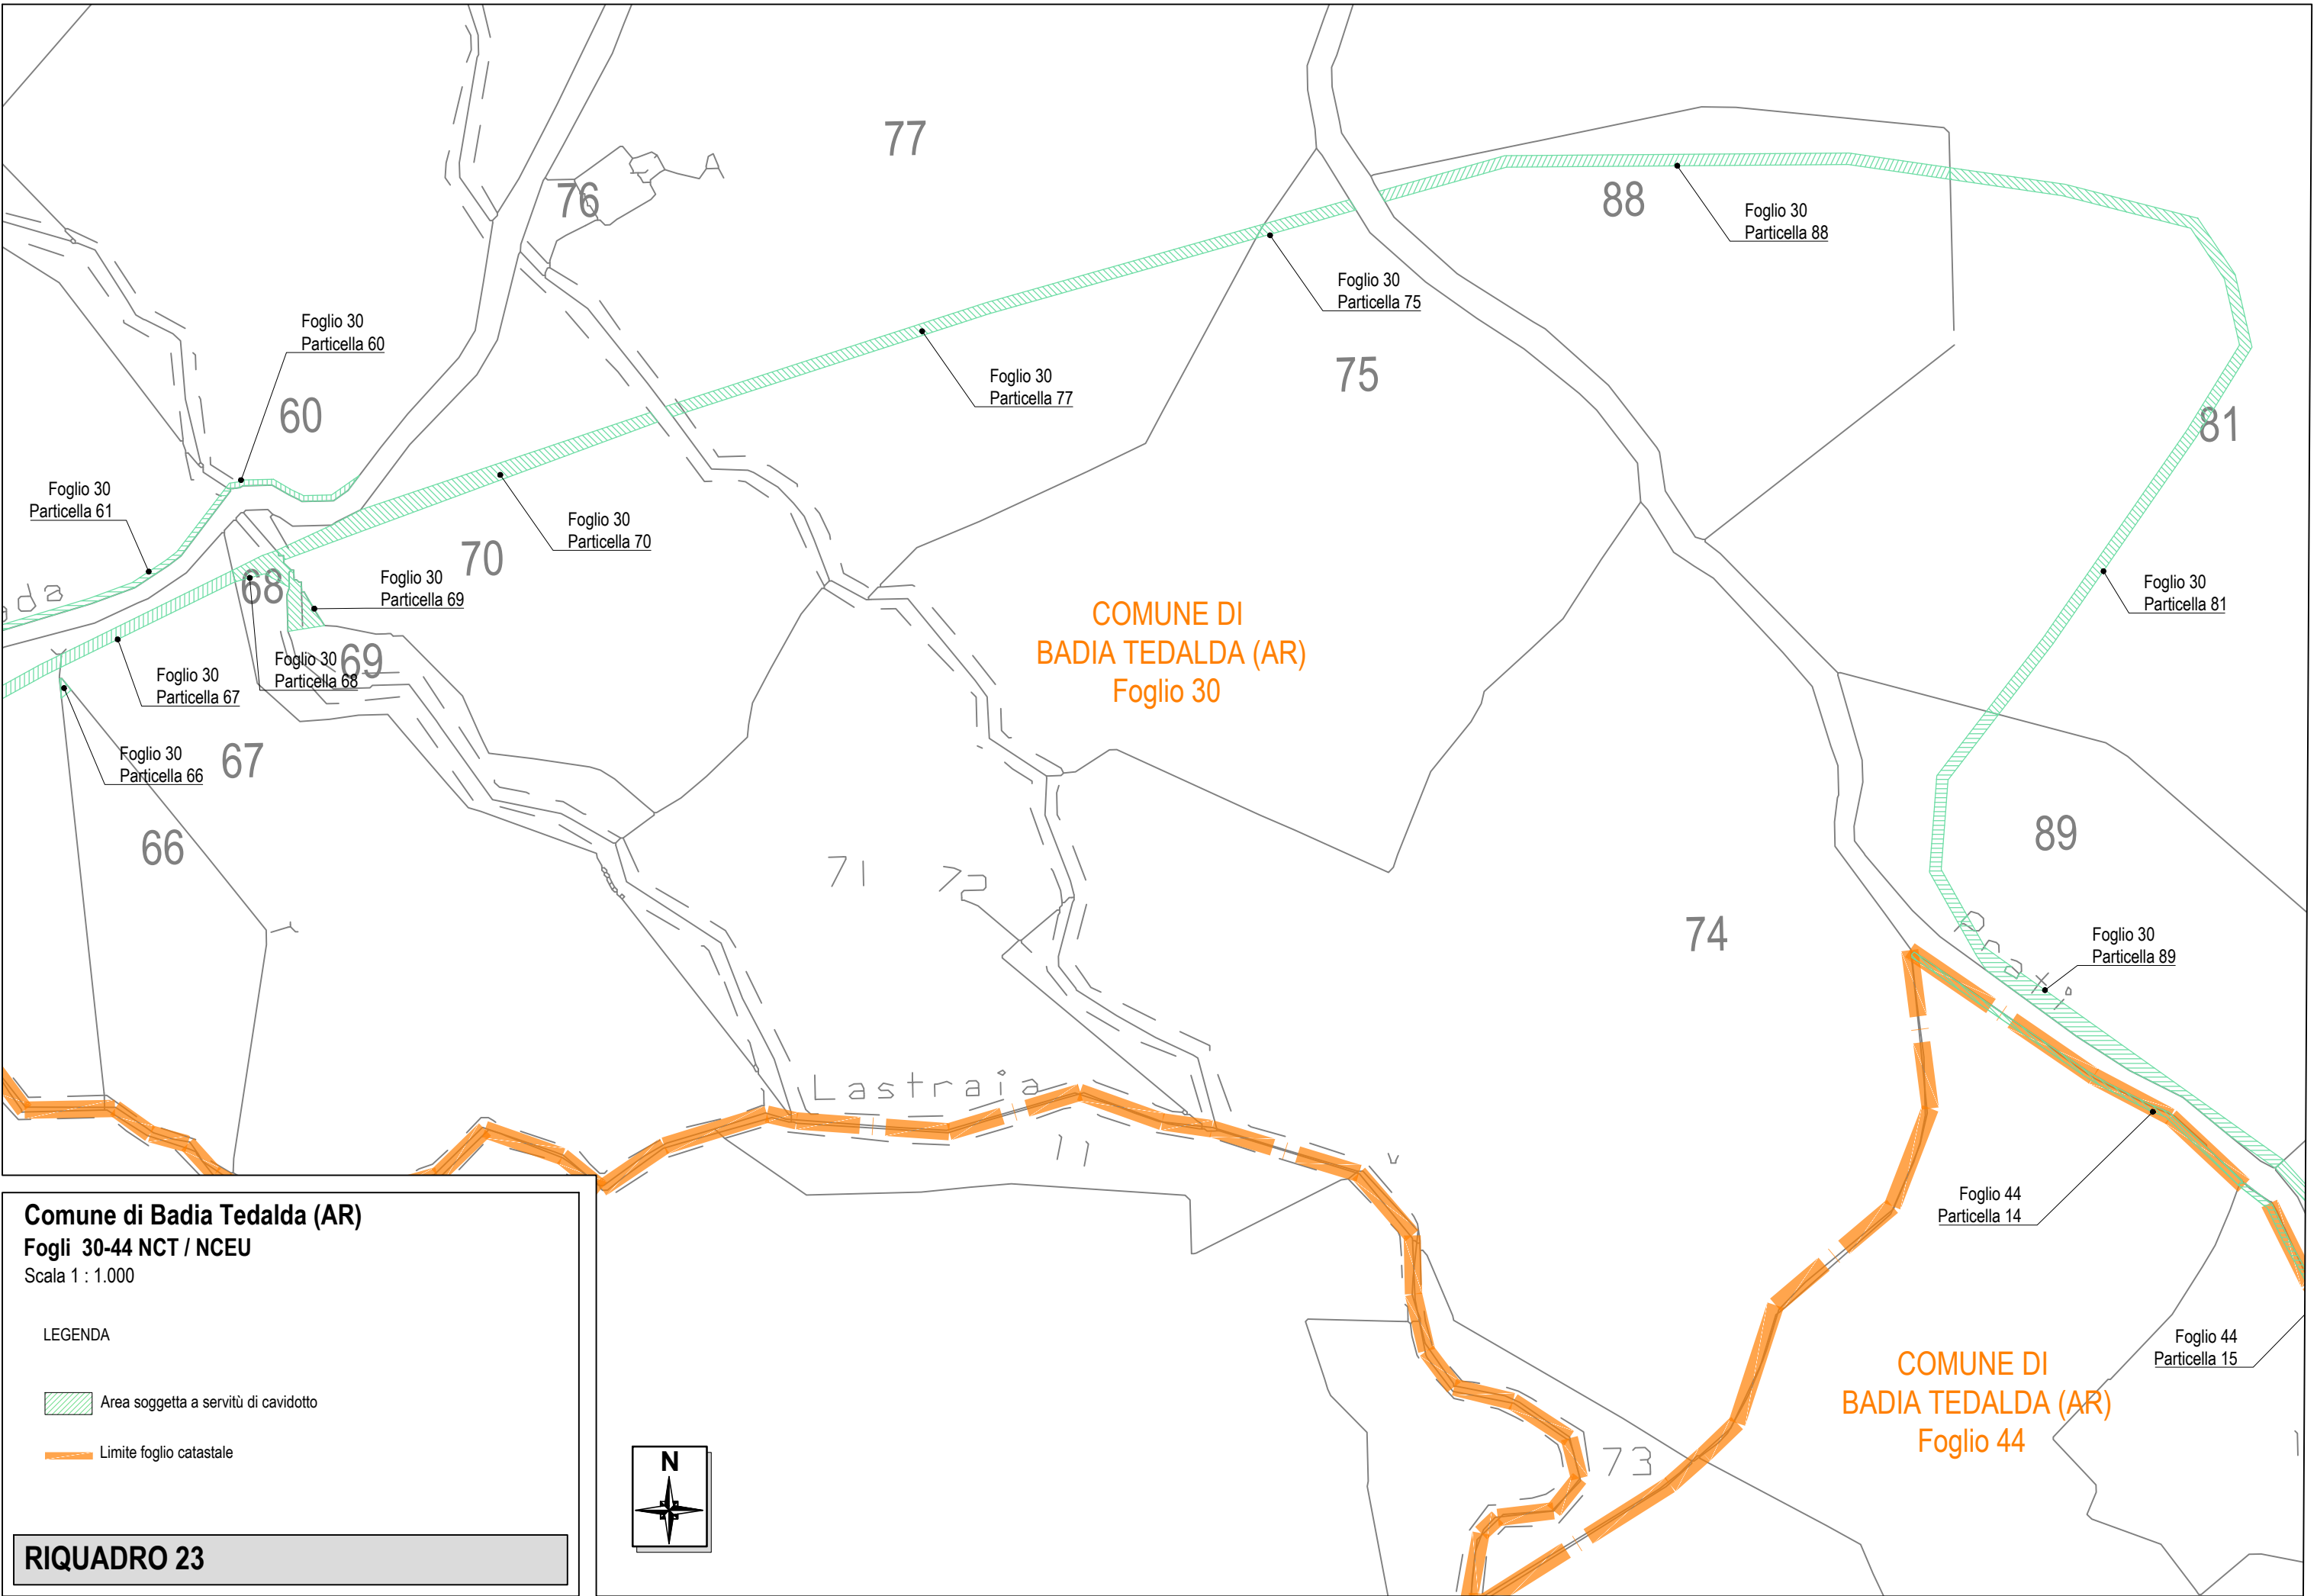 77
76
88
Foglio 30
Particella 88
Foglio 30
Particella 75
Foglio 30
Particella 60
75
Foglio 30
Particella 77
60
81
Foglio 30
Particella 61
Foglio 30
Particella 70
70
68
Foglio 30
Particella 69
Foglio 30
Particella 81
COMUNE DI
BADIA TEDALDA (AR)
Foglio 30
69
Foglio 30
Particella 68
Foglio 30
Particella 67
67
Foglio 30
Particella 66
66
89
71
72
74
Foglio 30
Particella 89
Lastraia
11
Foglio 44
Particella 14
Foglio 44
Particella 15
COMUNE DI
BADIA TEDALDA (AR)
Foglio 44
73
Comune di Badia Tedalda (AR)
Fogli 30-44 NCT / NCEU
Scala 1 : 1.000
LEGENDA
Area soggetta a servitù di cavidotto
Limite foglio catastale
N
RIQUADRO 23